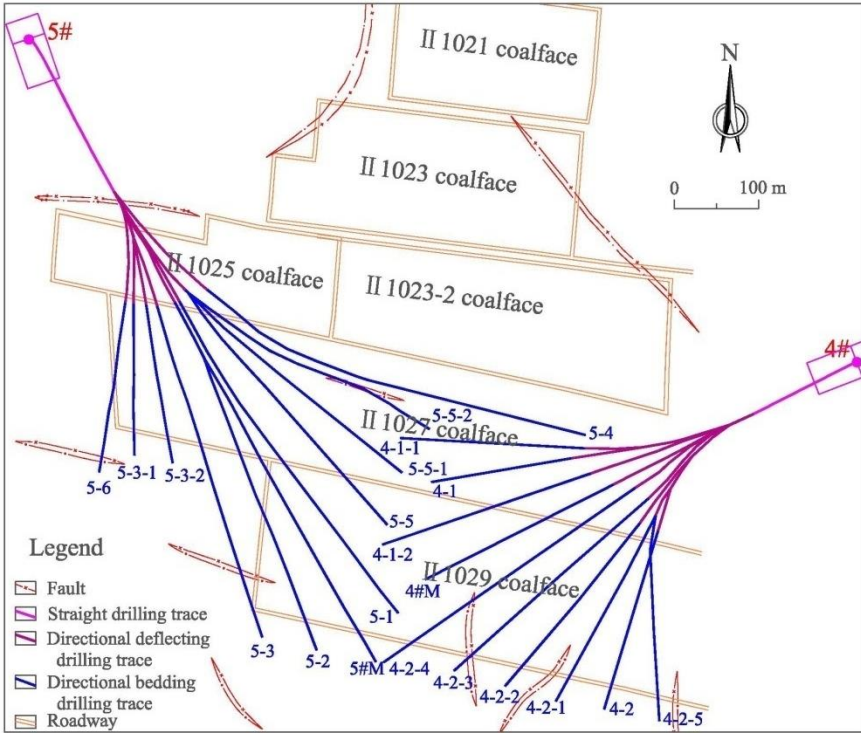 5#
II 1021 coalface
N
0 100 m
II 1023 coalface
II 1025 coalface
II 1023-2 coalface
4#
5-5-2
5-4
II 1027 coalface
4-1-1
5-6
5-3-1
5-3-2
5-5-1
4-1
5-5
4-1-2
Legend
II 1029 coalface
4#M
Fault
5-1
Straight drilling trace
5-3
5-2
5#M
4-2-4
4-2-3
4-2-2
4-2-1
4-2
4-2-5
Directional deflecting
drilling trace
Directional bedding
drilling trace
Roadway